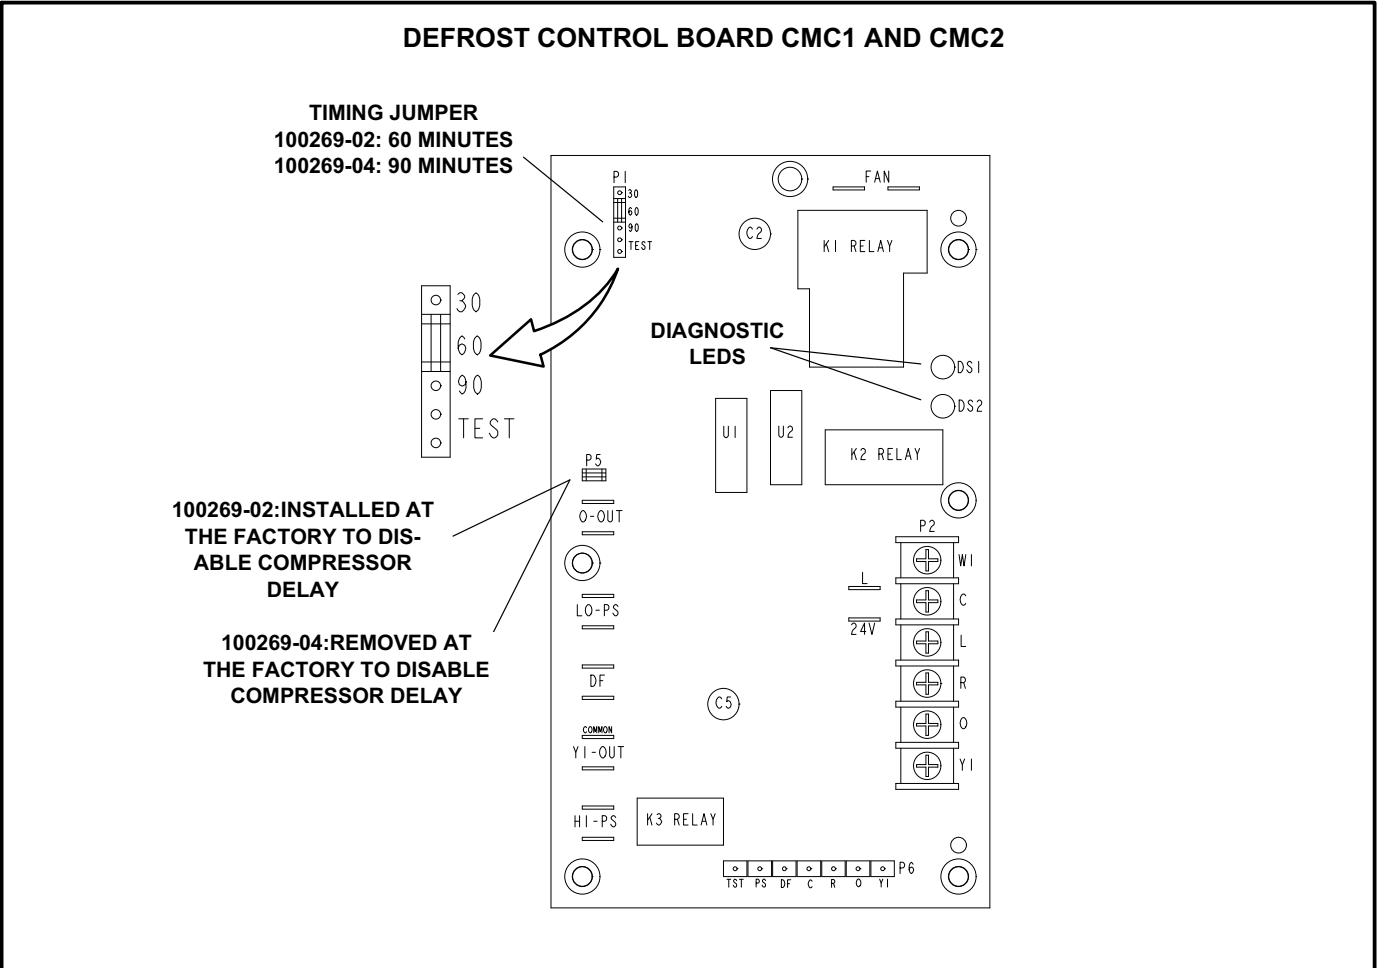 DEFROST CONTROL BOARD CMC1 AND CMC2
TIMING JUMPER
100269-02: 60 MINUTES
100269-04: 90 MINUTES
P1
30
60
90
TEST
FAN
C2
K1 RELAY
30
60
90
TEST
DIAGNOSTIC
LEDS
DS1
DS2
U1
U2
K2 RELAY
P5
100269-02:INSTALLED AT
THE FACTORY TO DIS-
ABLE COMPRESSOR
DELAY
O-OUT
P2
W1
L
C
24V
L
LO-PS
100269-04:REMOVED AT
THE FACTORY TO DISABLE
COMPRESSOR DELAY
DF
R
C5
O
COMMON
Y1-OUT
Y1
HI-PS
K3 RELAY
P6
TST PS DF C R O Y1